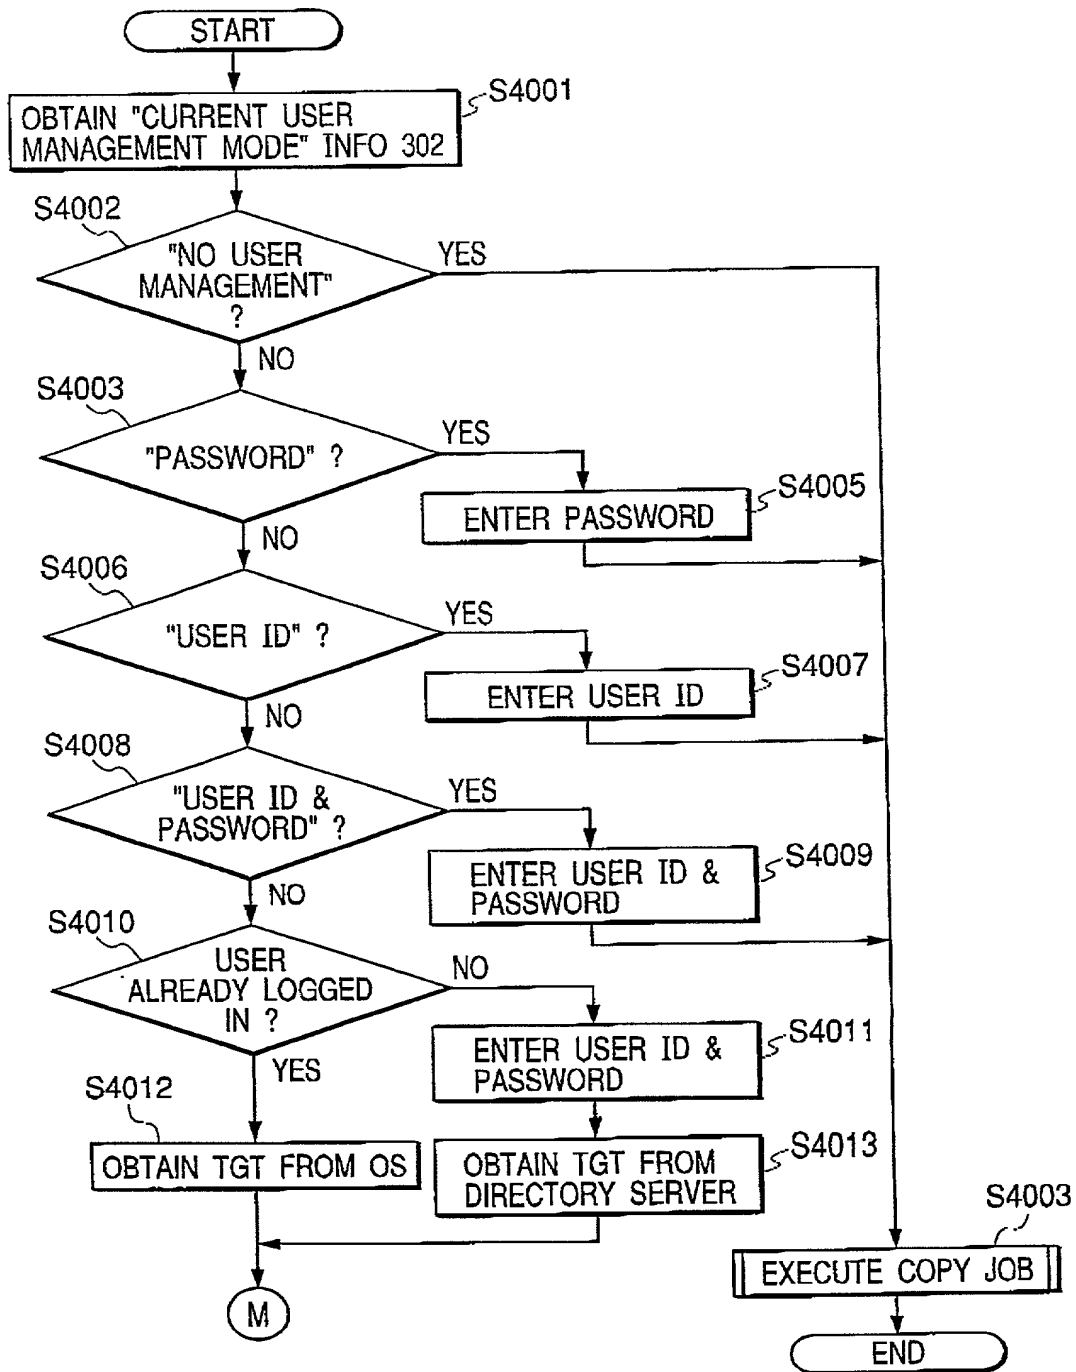 START
S4001
OBTAIN "CURRENT USER
MANAGEMENT MODE" INFO 302
S4002
"NO USER
MANAGEMENT"
?
YES
NO
S4003
"PASSWORD" ?
YES
S4005
ENTER PASSWORD
NO
S4006
"USER ID" ?
YES
S4007
ENTER USER ID
NO
S4008
"USER ID &
PASSWORD" ?
YES
S4009
ENTER USER ID &
PASSWORD
NO
S4010
USER
ALREADY LOGGED
IN ?
NO
S4011
ENTER USER ID &
PASSWORD
YES
S4012
OBTAIN TGT FROM OS
S4013
OBTAIN TGT FROM
DIRECTORY SERVER
S4003
EXECUTE COPY JOB
M
END